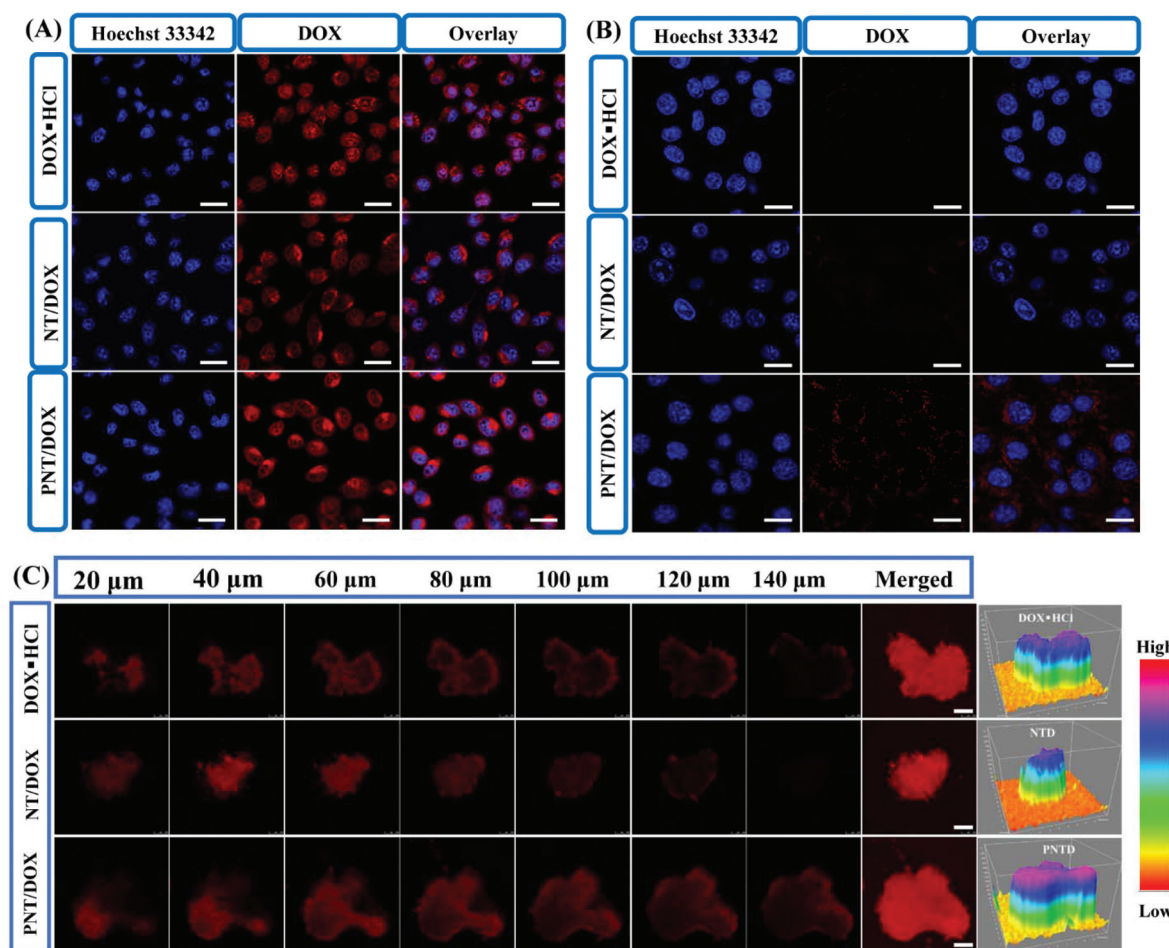 (A)
Hoechst 33342 DOX Overlay
DOX▪HCl
NT/DOX
PNT/DOX
(B)
Hoechst 33342 DOX Overlay
DOX▪HCl
NT/DOX
PNT/DOX
(C)
20 μm 40 μm 60 μm 80 μm 100 μm 120 μm 140 μm Merged
DOX▪HCl
NT/DOX
PNT/DOX
DOX▪HCl
NTD
PNTD
High
Low